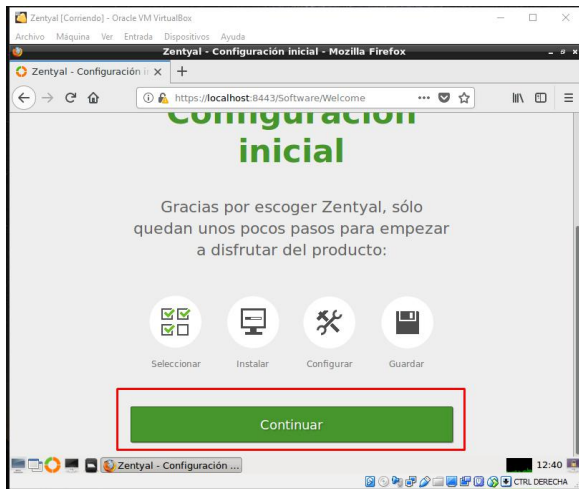 Zentyal [Corriendo] - Oracle VM VirtualBox
Archivo Máquina Ver Entrada Dispositivos Ayuda
Zentyal - Configuración inicial - Mozilla Firefox
Zentyal - Configuración in
https://localhost:8443/Software/Welcome
Configuración
inicial
Gracias por escoger Zentyal, sólo
quedan unos pocos pasos para empezar
a disfrutar del producto:
Seleccionar Instalar Configurar Guardar
Continuar
Zentyal - Configuración ...
12:40
CTRL DERECHA